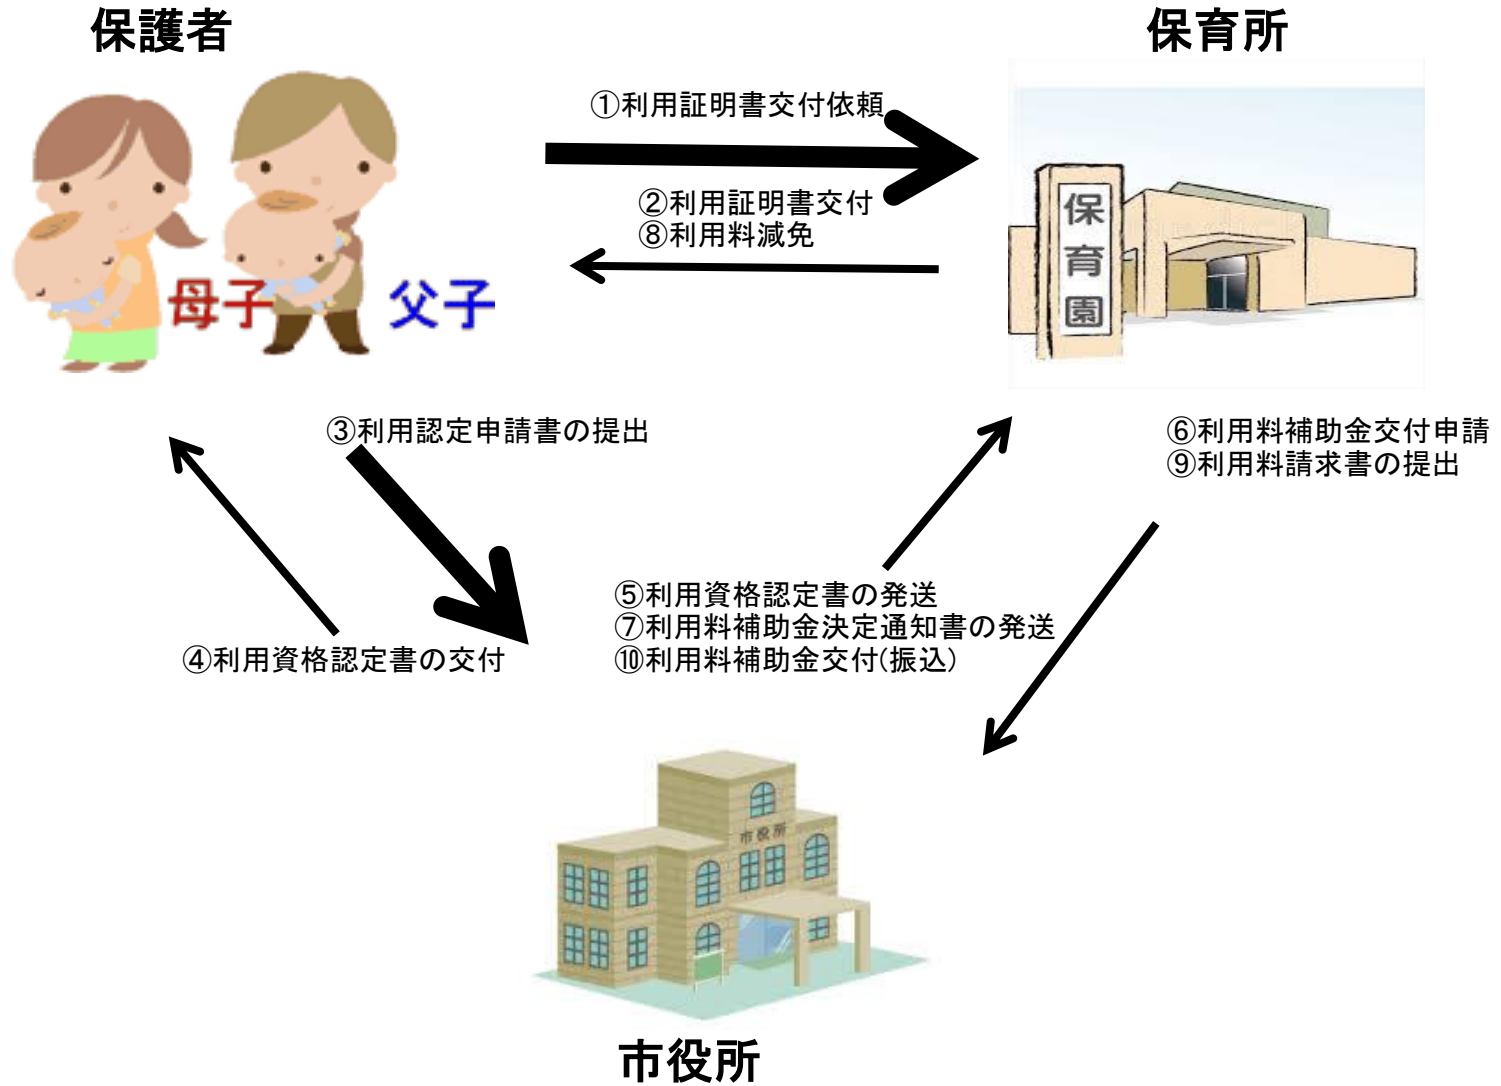 保護者
保育所
①利用証明書交付依頼
②利用証明書交付
⑧利用料減免
保育園
母子
父子
③利用認定申請書の提出
⑥利用料補助金交付申請
⑨利用料請求書の提出
⑤利用資格認定書の発送
⑦利用料補助金決定通知書の発送
④利用資格認定書の交付
⑩利用料補助金交付(振込)
市役所
市役所